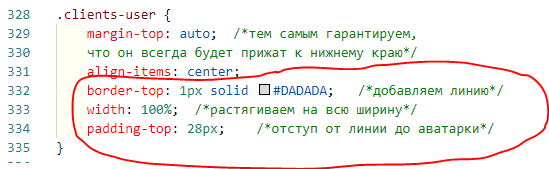 328 .clients-user {
329 margin-top: auto; /*тем самым гарантируем,
330 что он всегда будет прижат к нижнему краю*/
331 align-items: center;
332 border-top: 1px solid #DADADA; /*добавляем линию*/
333 width: 100%; /*растягиваем на всю ширину*/
334 padding-top: 28px; /*отступ от линии до аватарки*/
335 }